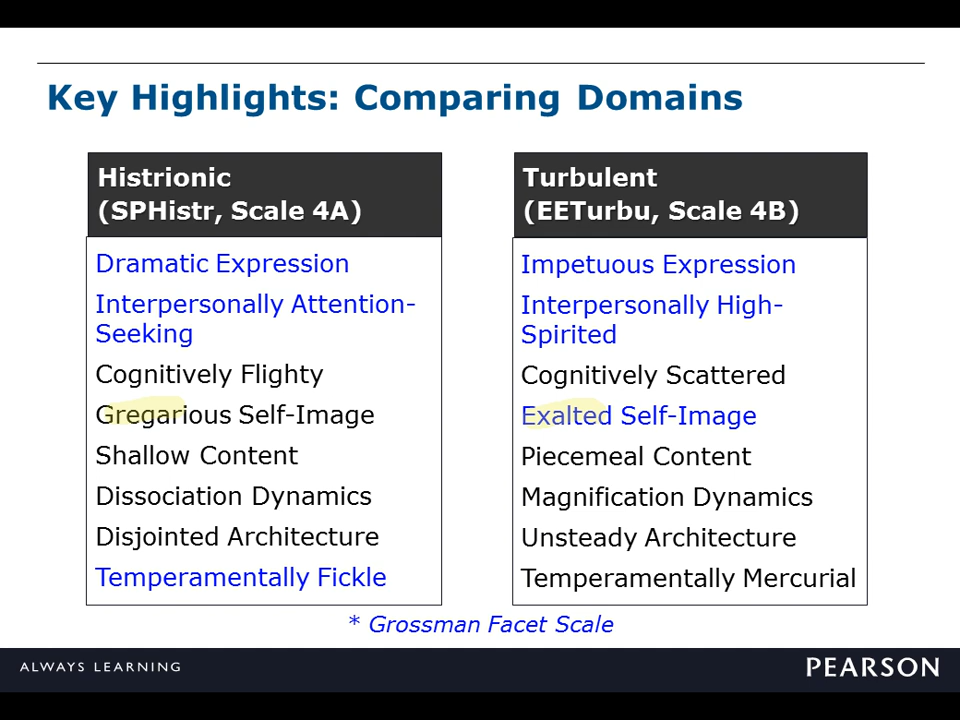 Key Highlights: Comparing Domains
Histrionic
(SPHistr, Scale 4A)
Dramatic Expression
Interpersonally Attention-
Seeking
Cognitively Flighty
Gregarious Self-Image
Shallow Content
Dissociation Dynamics
Disjointed Architecture
Temperamentally Fickle
Turbulent
(EETurbu, Scale 4B)
Impetuous Expression
Interpersonally High-
Spirited
Cognitively Scattered
Exalted Self-Image
Piecemeal Content
Magnification Dynamics
Unsteady Architecture
Temperamentally Mercurial
* Grossman Facet Scale
ALWAYS LEARNING
PEARSON